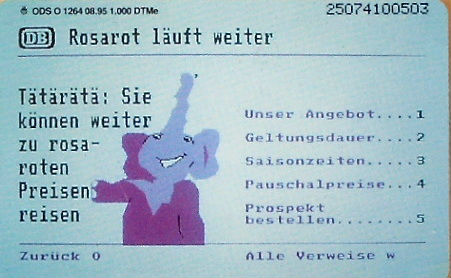 ODS O 1264 08.95 1.000 DTMe
25074100503
DB Rosarot läuft weiter
Tätärätä: Sie
können weiter
zu rosa-
roten
Preisen
reisen
Unser Angebot....1
Geltungsdauer...2
Saisonzeiten....3
Pauschalpreise...4
Prospekt
bestellen........5
Zurück 0
Alle Verweise w